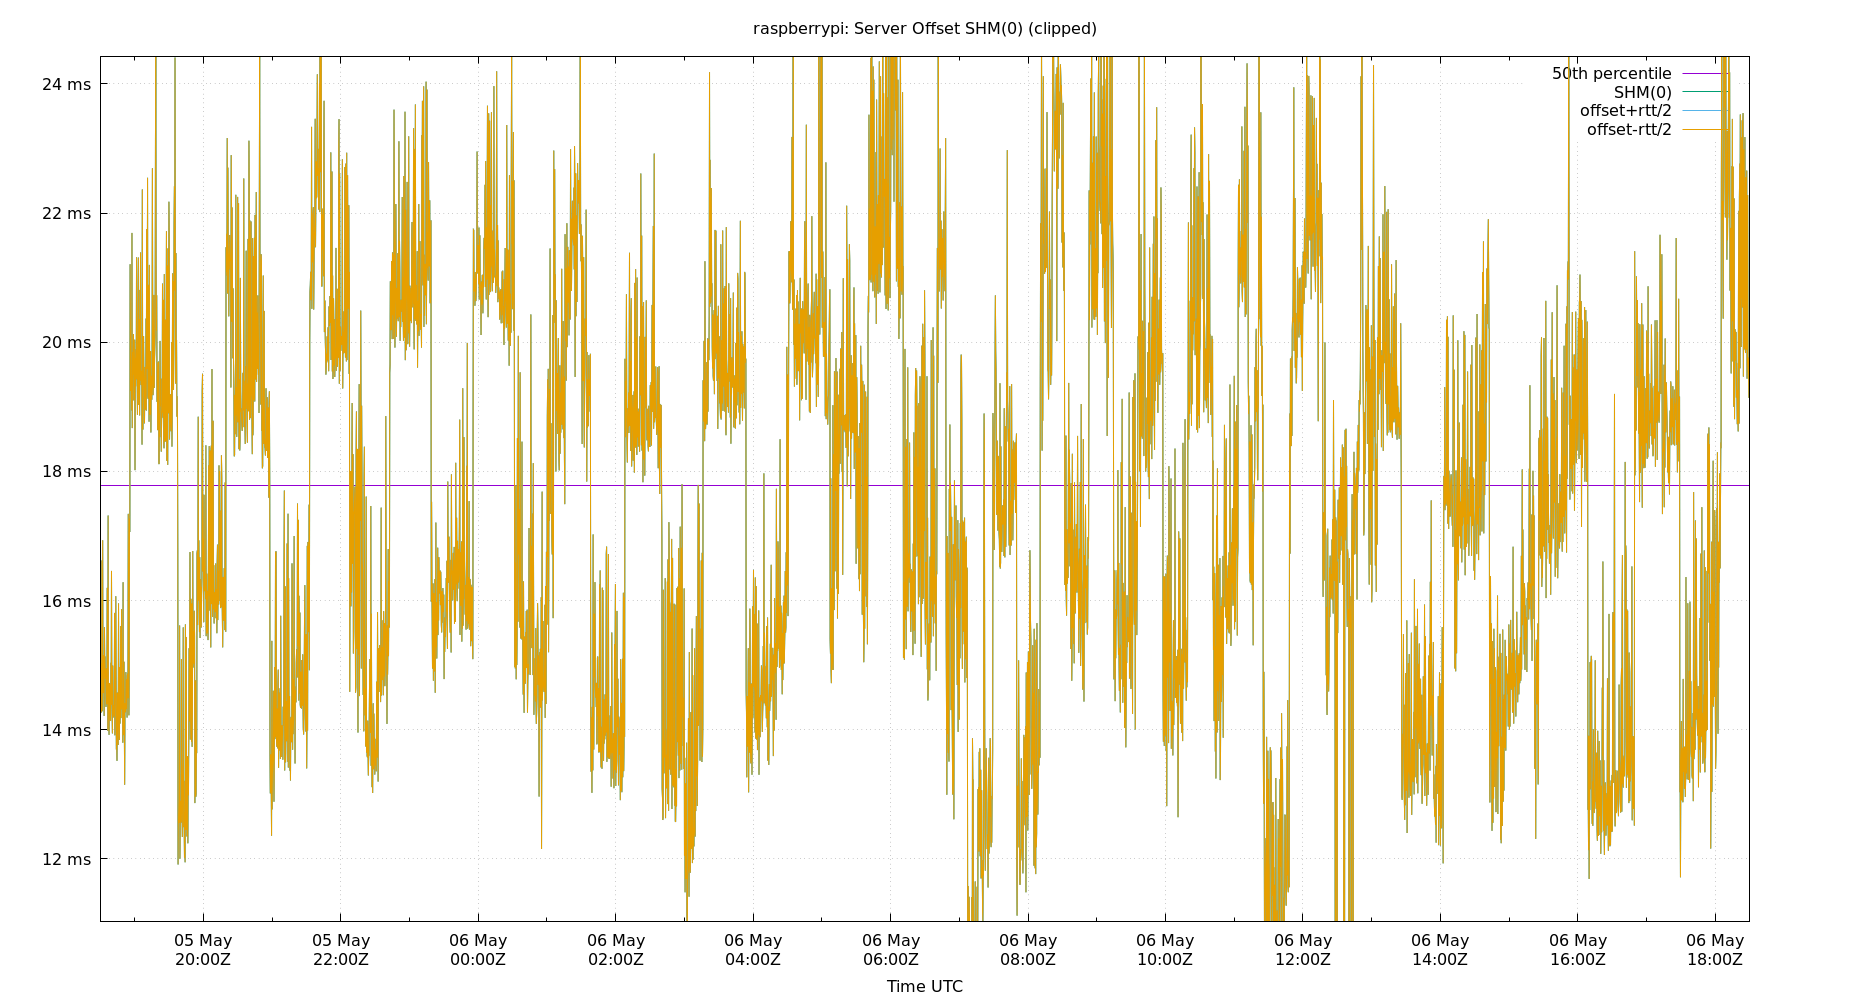 raspberrypi: Server Offset SHM(0) (clipped)
24 ms
22 ms
20 ms
18 ms
16 ms
14 ms
12 ms
50th percentile
SHM(0)
offset+rtt/2
offset-rtt/2
05 May
20:00Z
05 May
22:00Z
06 May
00:00Z
06 May
02:00Z
06 May
04:00Z
06 May
06:00Z
06 May
08:00Z
06 May
10:00Z
06 May
12:00Z
06 May
14:00Z
06 May
16:00Z
06 May
18:00Z
Time UTC